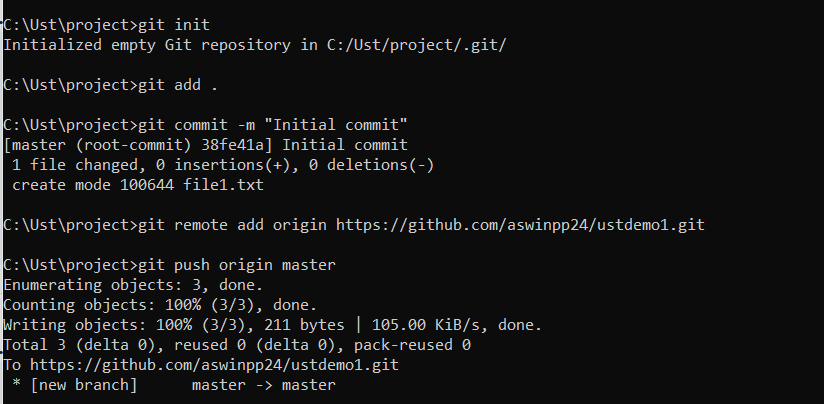 C:\Ust\project>git init
Initialized empty Git repository in C:/Ust/project/.git/
C:\Ust\project>git add .
C:\Ust\project>git commit -m "Initial commit"
[master (root-commit) 38fe41a] Initial commit
 1 file changed, 0 insertions(+), 0 deletions(-)
 create mode 100644 file1.txt
C:\Ust\project>git remote add origin https://github.com/aswinpp24/ustdemo1.git
C:\Ust\project>git push origin master
Enumerating objects: 3, done.
Counting objects: 100% (3/3), done.
Writing objects: 100% (3/3), 211 bytes | 105.00 KiB/s, done.
Total 3 (delta 0), reused 0 (delta 0), pack-reused 0
To https://github.com/aswinpp24/ustdemo1.git
 * [new branch]      master -> master